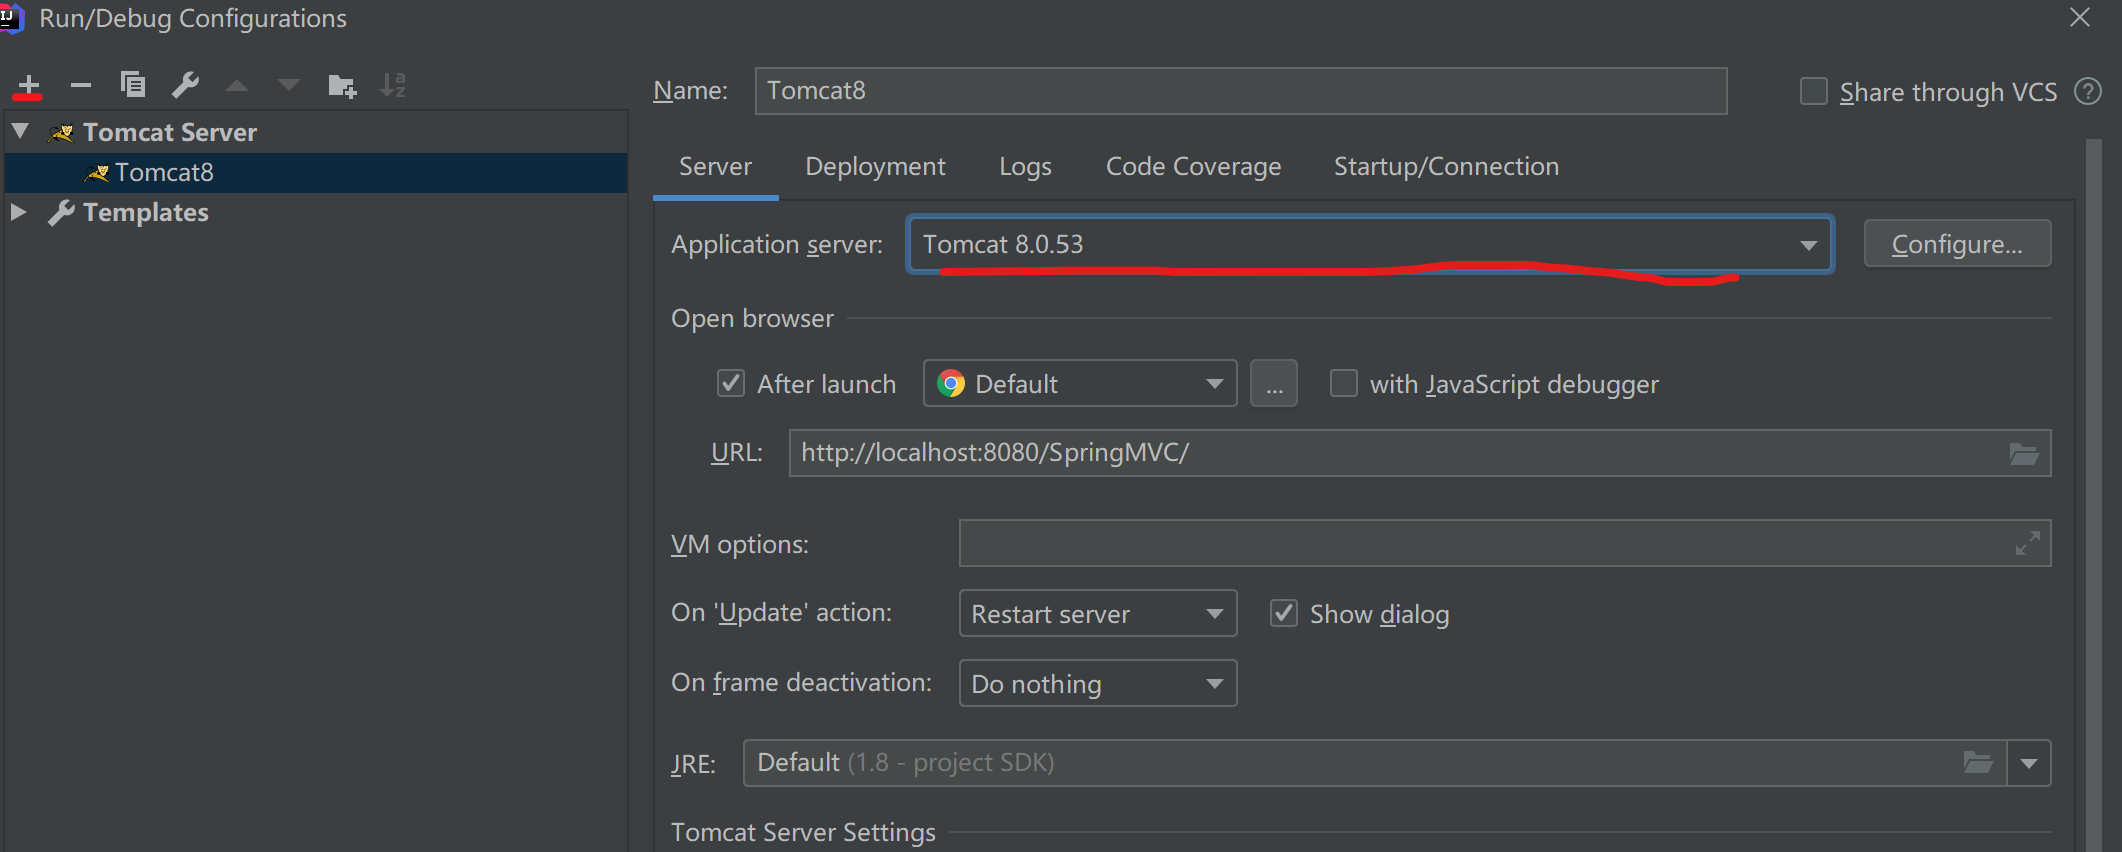 Run/Debug Configurations
Name: Tomcat8 Share through VCS ?
Tomcat Server
Tomcat8
Templates
Server Deployment Logs Code Coverage Startup/Connection
Application server: Tomcat 8.0.53 Configure...
Open browser
After launch Default ... with JavaScript debugger
URL: http://localhost:8080/SpringMVC/
VM options:
On 'Update' action: Restart server Show dialog
On frame deactivation: Do nothing
JRE: Default (1.8 - project SDK)
Tomcat Server Settings